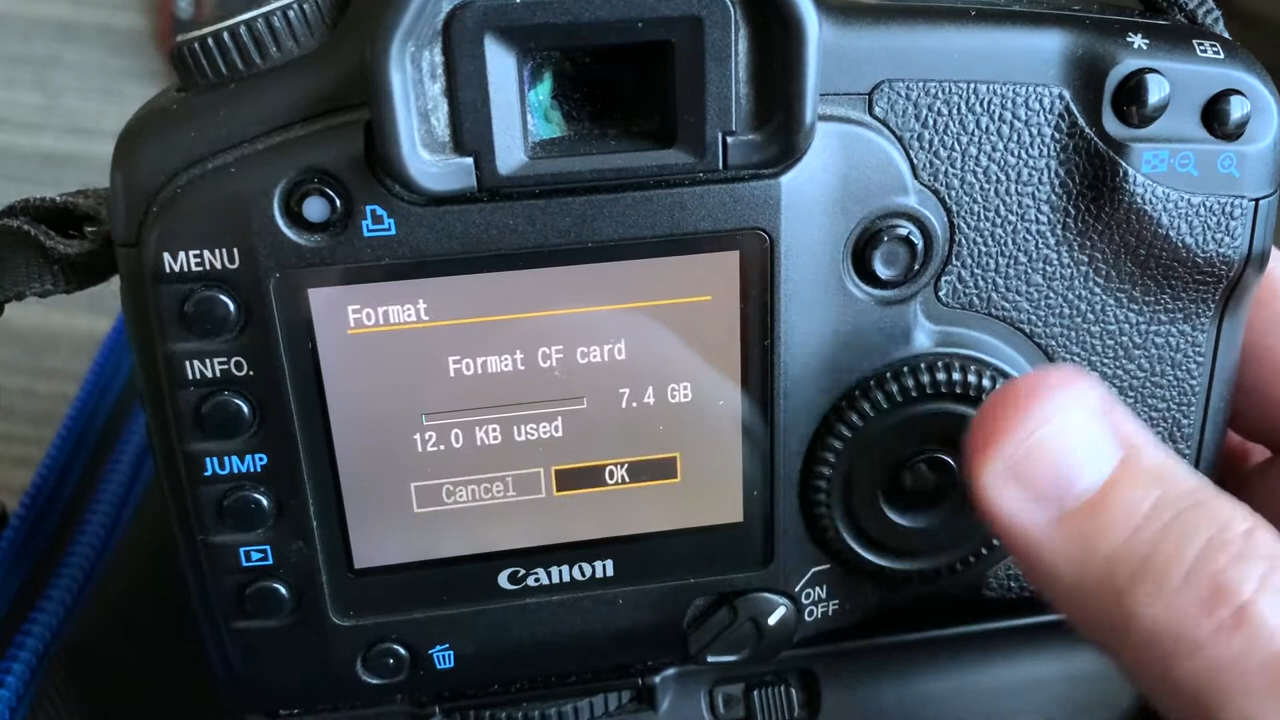 MENU
INFO.
JUMP
Format
Format CF card
7.4 GB
12.0 KB used
Cancel
OK
Canon
ON
OFF